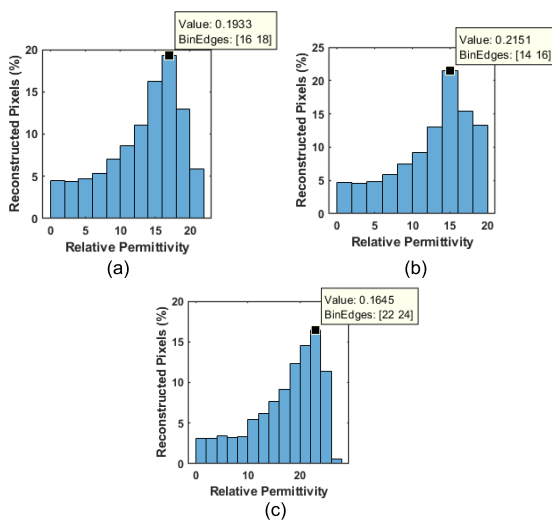 Value: 0.1933
BinEdges: [16 18]
20
15
10
5
0
Reconstructed Pixels (%)
0 5 10 15 20
Relative Permittivity
(a)
Value: 0.2151
BinEdges: [14 16]
25
20
15
10
5
0
Reconstructed Pixels (%)
0 5 10 15 20
Relative Permittivity
(b)
Value: 0.1645
BinEdges: [22 24]
20
15
10
5
0
Reconstructed Pixels (%)
0 10 20
Relative Permittivity
(c)